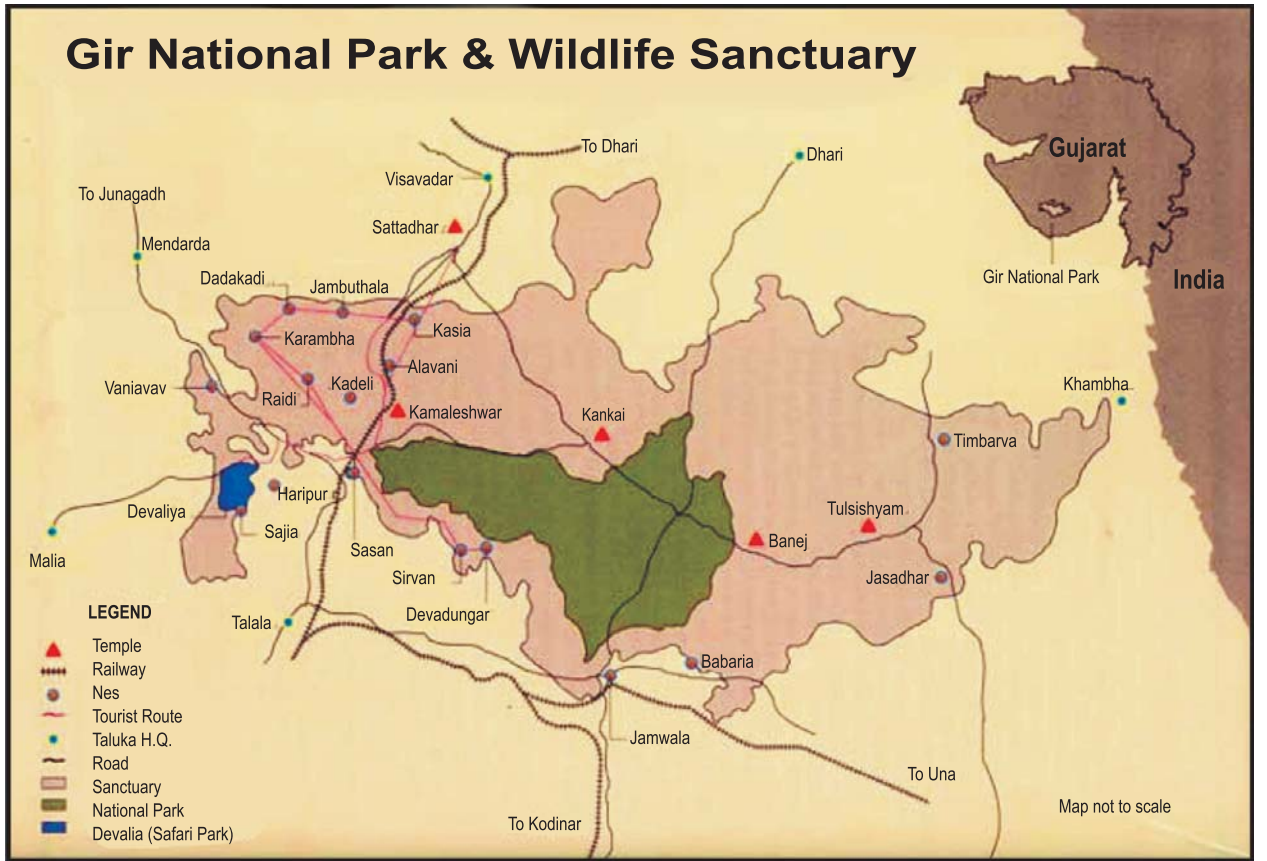 Gir National Park & Wildlife Sanctuary
Gujarat
India
Gir National Park
To Dhari
Dhari
Visavadar
To Junagadh
Sattadhar
Mendarda
Dadakadi
Jambuthala
Karambha
Kasia
Alavani
Vaniavav
Kadeli
Raidi
Kamaleshwar
Kankai
Khambha
Timbarva
Haripur
Devaliya
Sajia
Tulsishyam
Banej
Malia
Sasan
Sirvan
Jasadhar
Devadungar
Talala
Babaria
Jamwala
To Una
To Kodinar
Map not to scale
LEGEND
Temple
Railway
Nes
Tourist Route
Taluka H.Q.
Road
Sanctuary
National Park
Devalia (Safari Park)